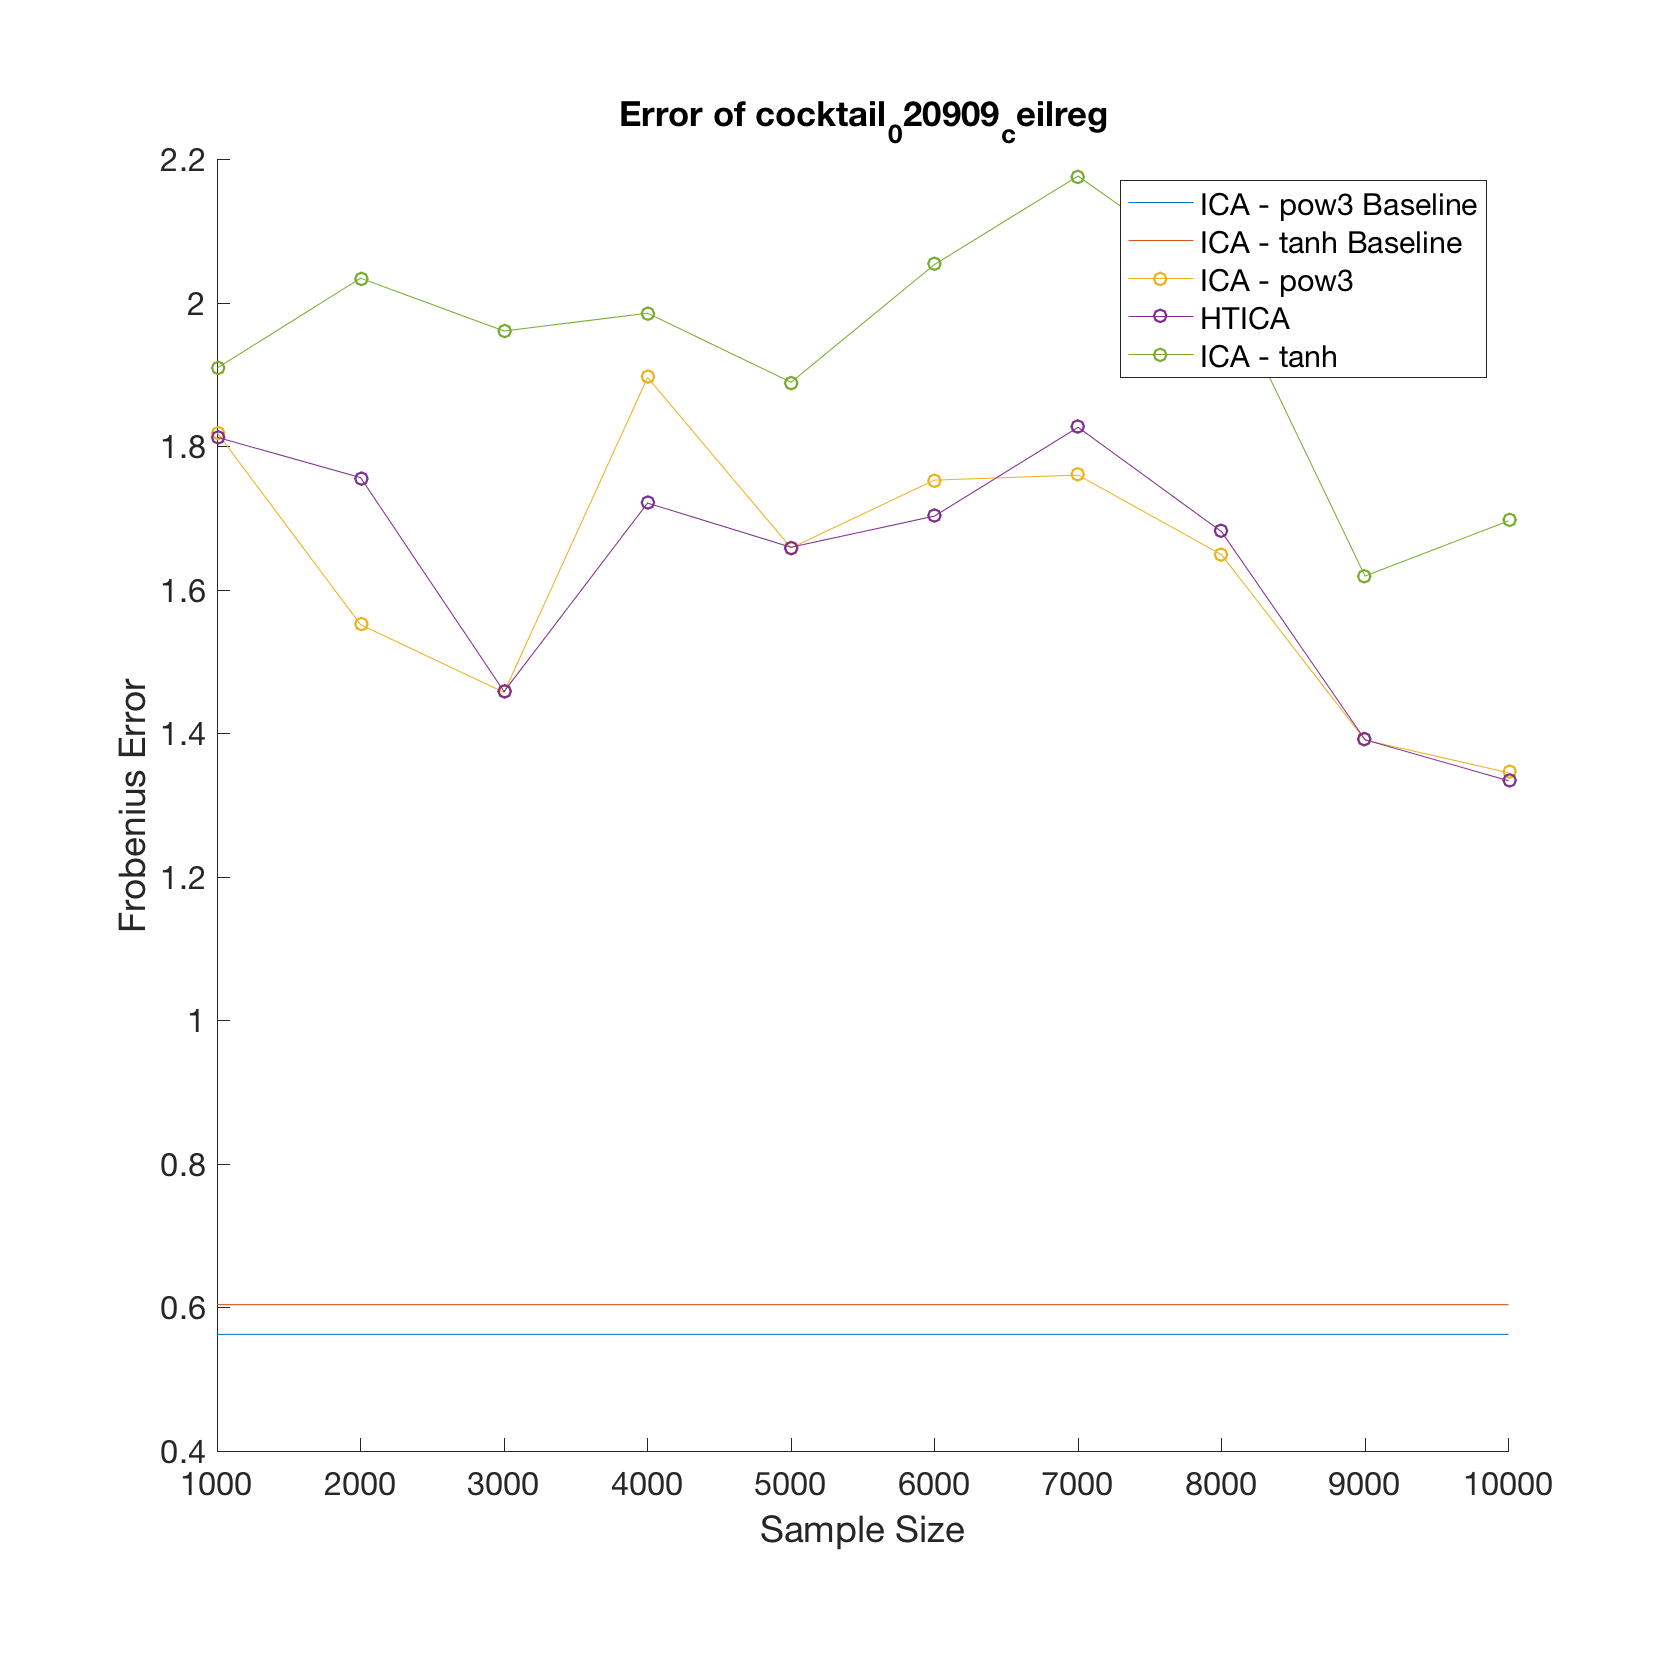 Error of cocktail_020909_ceilreg
2.2
2
1.8
1.6
1.4
1.2
1
0.8
0.6
0.4
Frobenius Error
ICA - pow3 Baseline
ICA - tanh Baseline
ICA - pow3
HTICA
ICA - tanh
1000 2000 3000 4000 5000 6000 7000 8000 9000 10000
Sample Size